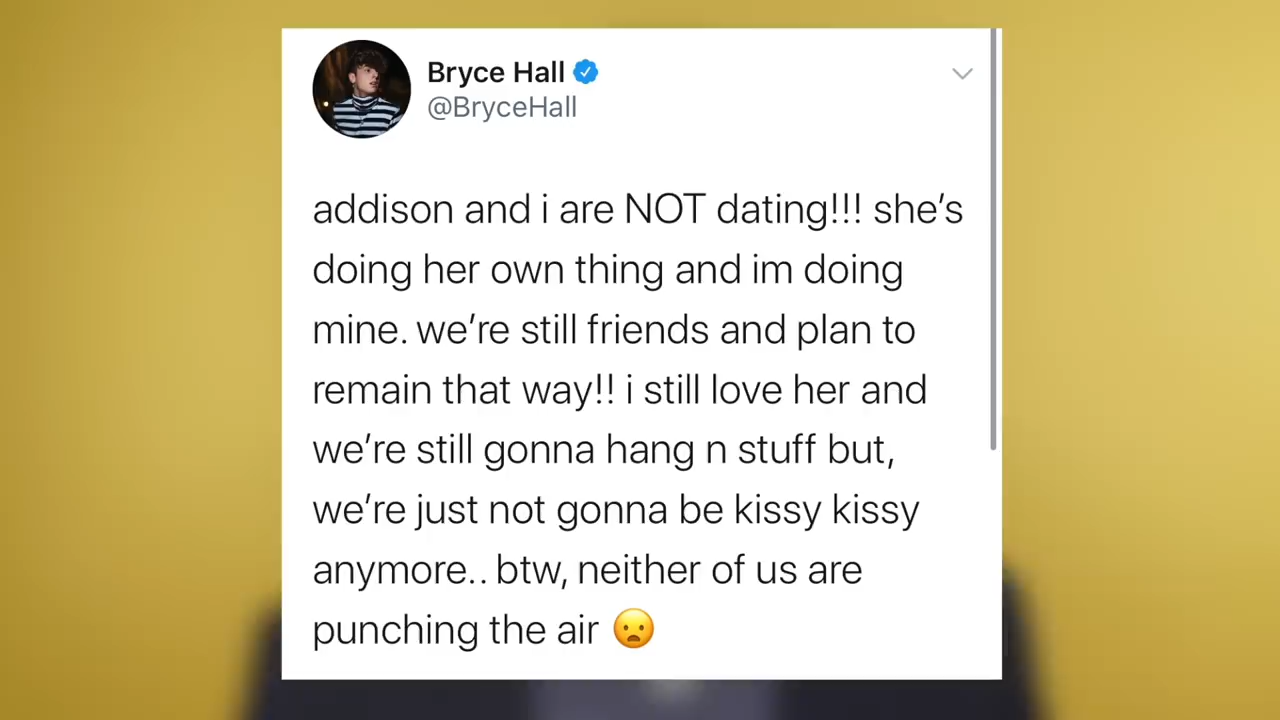 Bryce Hall
@BryceHall
addison and i are NOT dating!!! she’s
doing her own thing and im doing
mine. we’re still friends and plan to
remain that way!! i still love her and
we’re still gonna hang n stuff but,
we’re just not gonna be kissy kissy
anymore.. btw, neither of us are
punching the air 😦